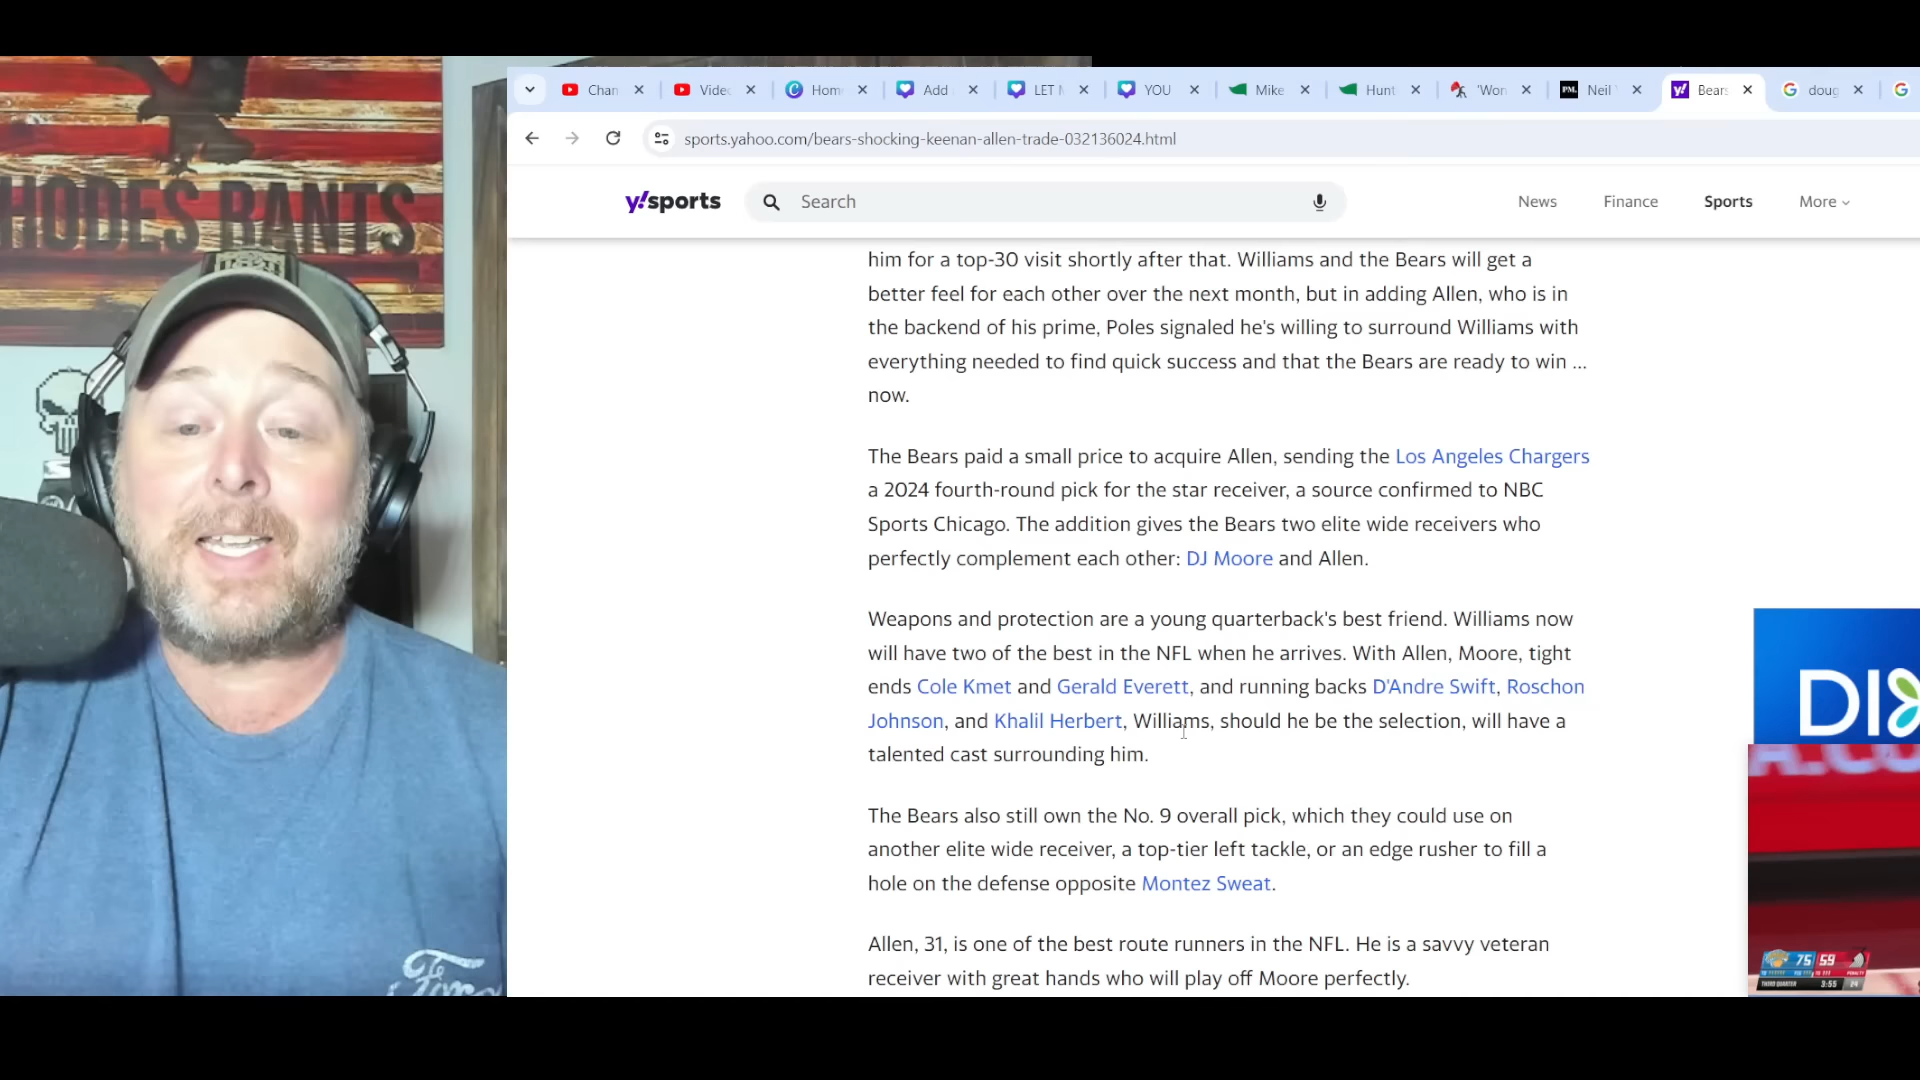 HODES RANTS
Chan
Vide
Hom
Add
LET
YOU
Mike
Hunt
'Won
PM.
Neil
y!
Bears
doug
sports.yahoo.com/bears-shocking-keenan-allen-trade-032136024.html
y!sports
Search
News
Finance
Sports
More
him for a top-30 visit shortly after that. Williams and the Bears will get a
better feel for each other over the next month, but in adding Allen, who is in
the backend of his prime, Poles signaled he's willing to surround Williams with
everything needed to find quick success and that the Bears are ready to win ...
now.
The Bears paid a small price to acquire Allen, sending the Los Angeles Chargers
a 2024 fourth-round pick for the star receiver, a source confirmed to NBC
Sports Chicago. The addition gives the Bears two elite wide receivers who
perfectly complement each other: DJ Moore and Allen.
Weapons and protection are a young quarterback's best friend. Williams now
will have two of the best in the NFL when he arrives. With Allen, Moore, tight
ends Cole Kmet and Gerald Everett, and running backs D'Andre Swift, Roschon
Johnson, and Khalil Herbert, Williams, should he be the selection, will have a
talented cast surrounding him.
The Bears also still own the No. 9 overall pick, which they could use on
another elite wide receiver, a top-tier left tackle, or an edge rusher to fill a
hole on the defense opposite Montez Sweat.
Allen, 31, is one of the best route runners in the NFL. He is a savvy veteran
receiver with great hands who will play off Moore perfectly.
DI
A.CO
75 59
THIRD QUARTER 3:55 24
Ford